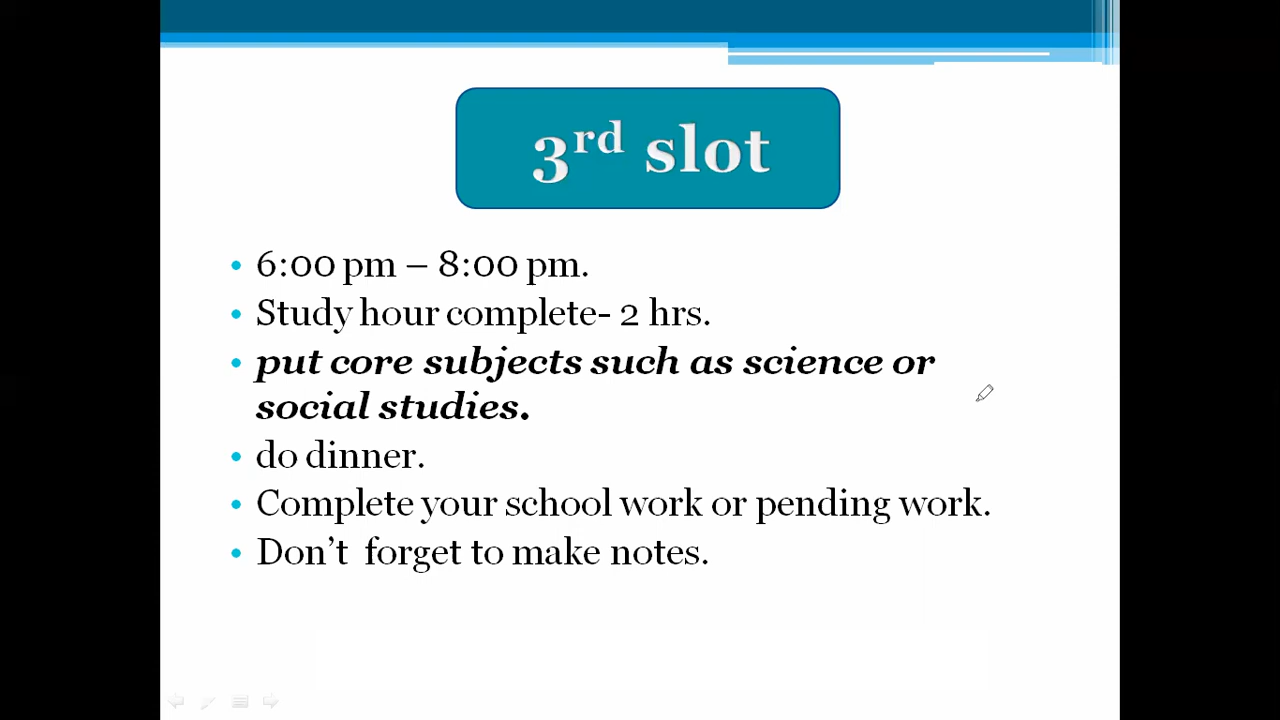 3rd slot
• 6:00 pm – 8:00 pm.
• Study hour complete- 2 hrs.
• put core subjects such as science or
social studies.
• do dinner.
• Complete your school work or pending work.
• Don’t forget to make notes.